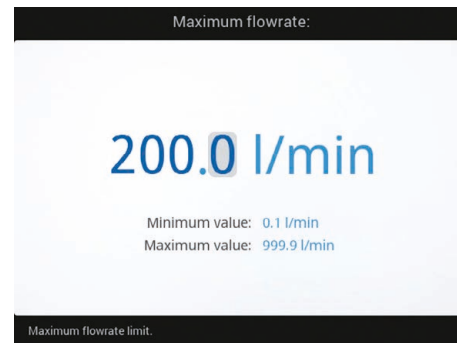 Maximum flowrate:
200.0 l/min
Minimum value: 0.1 l/min
Maximum value: 999.9 l/min
Maximum flowrate limit.